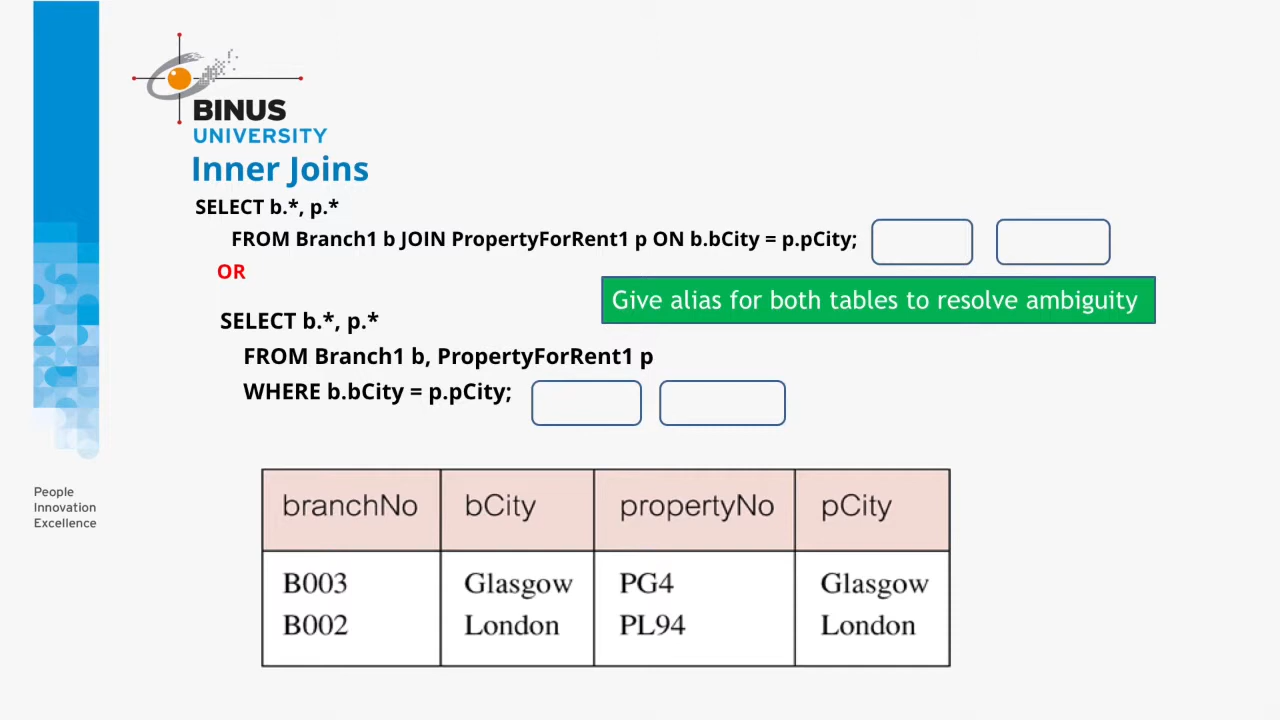 BINUS
UNIVERSITY
Inner Joins
SELECT b.*, p.*
FROM Branch1 b JOIN PropertyForRent1 p ON b.bCity = p.pCity;
OR
Give alias for both tables to resolve ambiguity
SELECT b.*, p.*
FROM Branch1 b, PropertyForRent1 p
WHERE b.bCity = p.pCity;
branchNo bCity propertyNo pCity
B003 Glasgow PG4 Glasgow
B002 London PL94 London
People
Innovation
Excellence